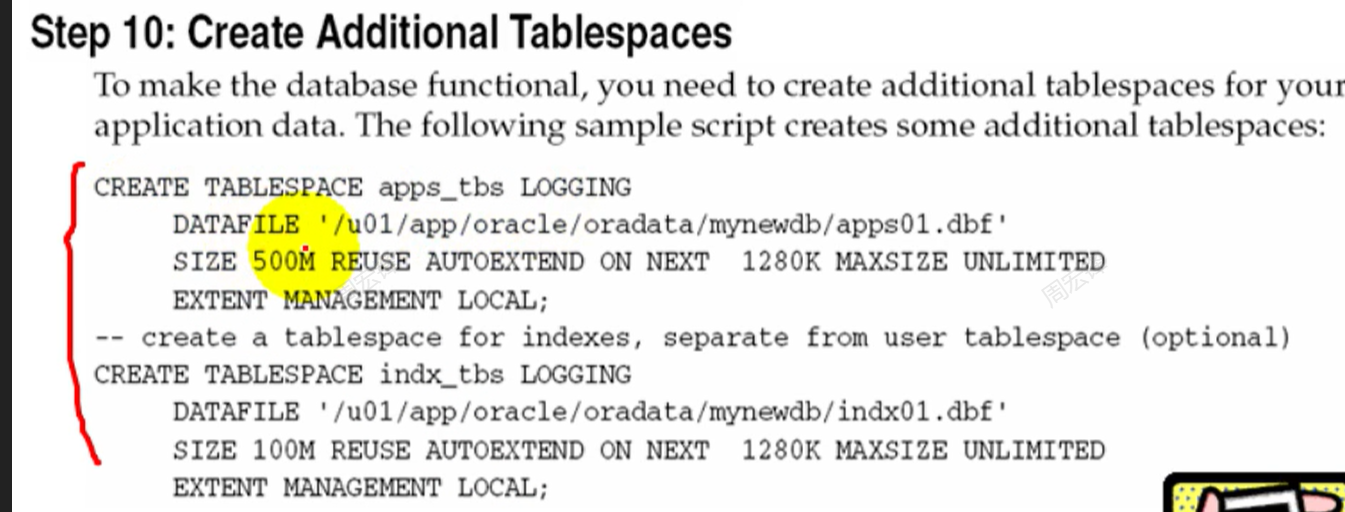 Step 10: Create Additional Tablespaces
To make the database functional, you need to create additional tablespaces for your
application data. The following sample script creates some additional tablespaces:
CREATE TABLESPACE apps_tbs LOGGING
DATAFILE '/u01/app/oracle/oradata/mynewdb/apps01.dbf'
SIZE 500M REUSE AUTOEXTEND ON NEXT 1280K MAXSIZE UNLIMITED
EXTENT MANAGEMENT LOCAL;
-- create a tablespace for indexes, separate from user tablespace (optional)
CREATE TABLESPACE indx_tbs LOGGING
DATAFILE '/u01/app/oracle/oradata/mynewdb/indx01.dbf'
SIZE 100M REUSE AUTOEXTEND ON NEXT 1280K MAXSIZE UNLIMITED
EXTENT MANAGEMENT LOCAL;